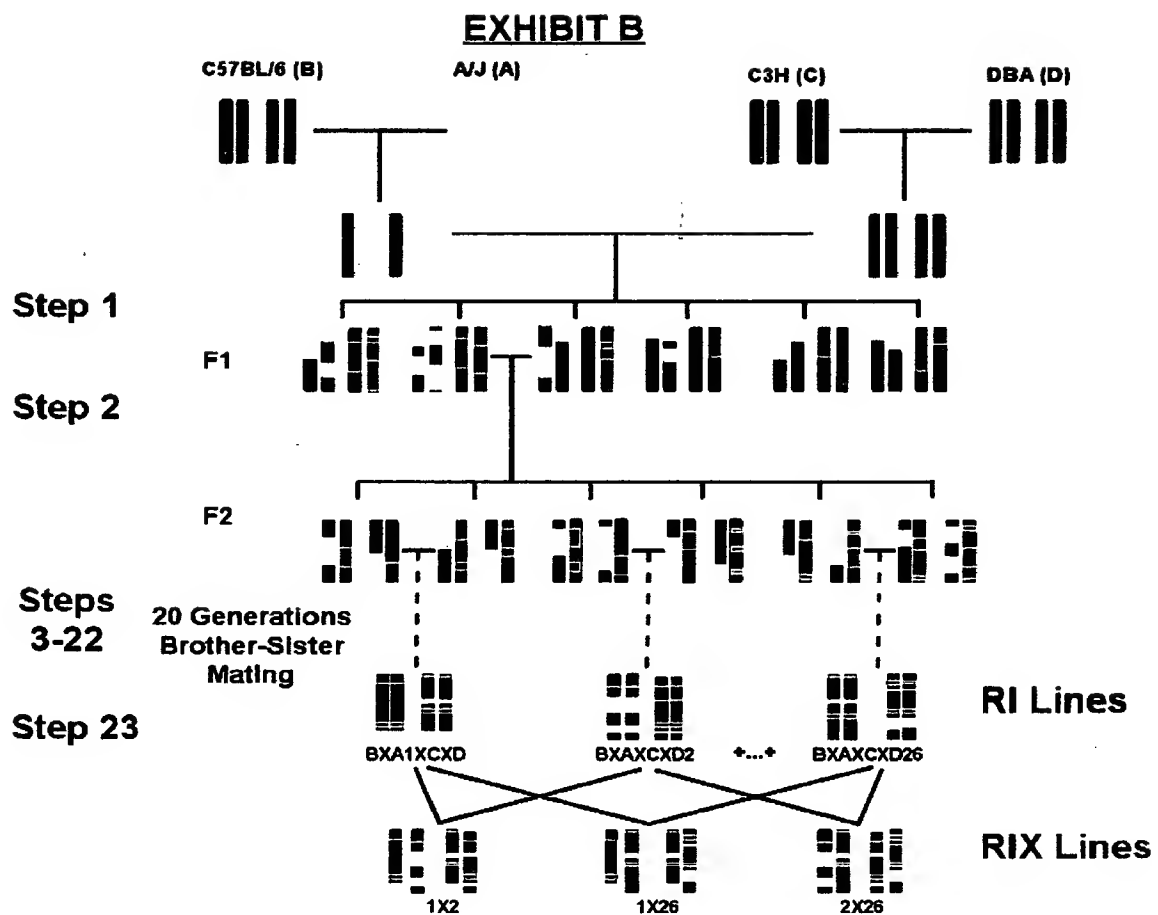 EXHIBIT B
C57BL/6 (B) A/J (A) C3H (C) DBA (D)
Step 1
F1
Step 2
F2
Steps
3-22
20 Generations
Brother-Sister
Mating
RI Lines
Step 23
BXA1XCXD BXAXCXD2 +...+ BXAXCXD26
RIX Lines
1X2 1X26 2X26